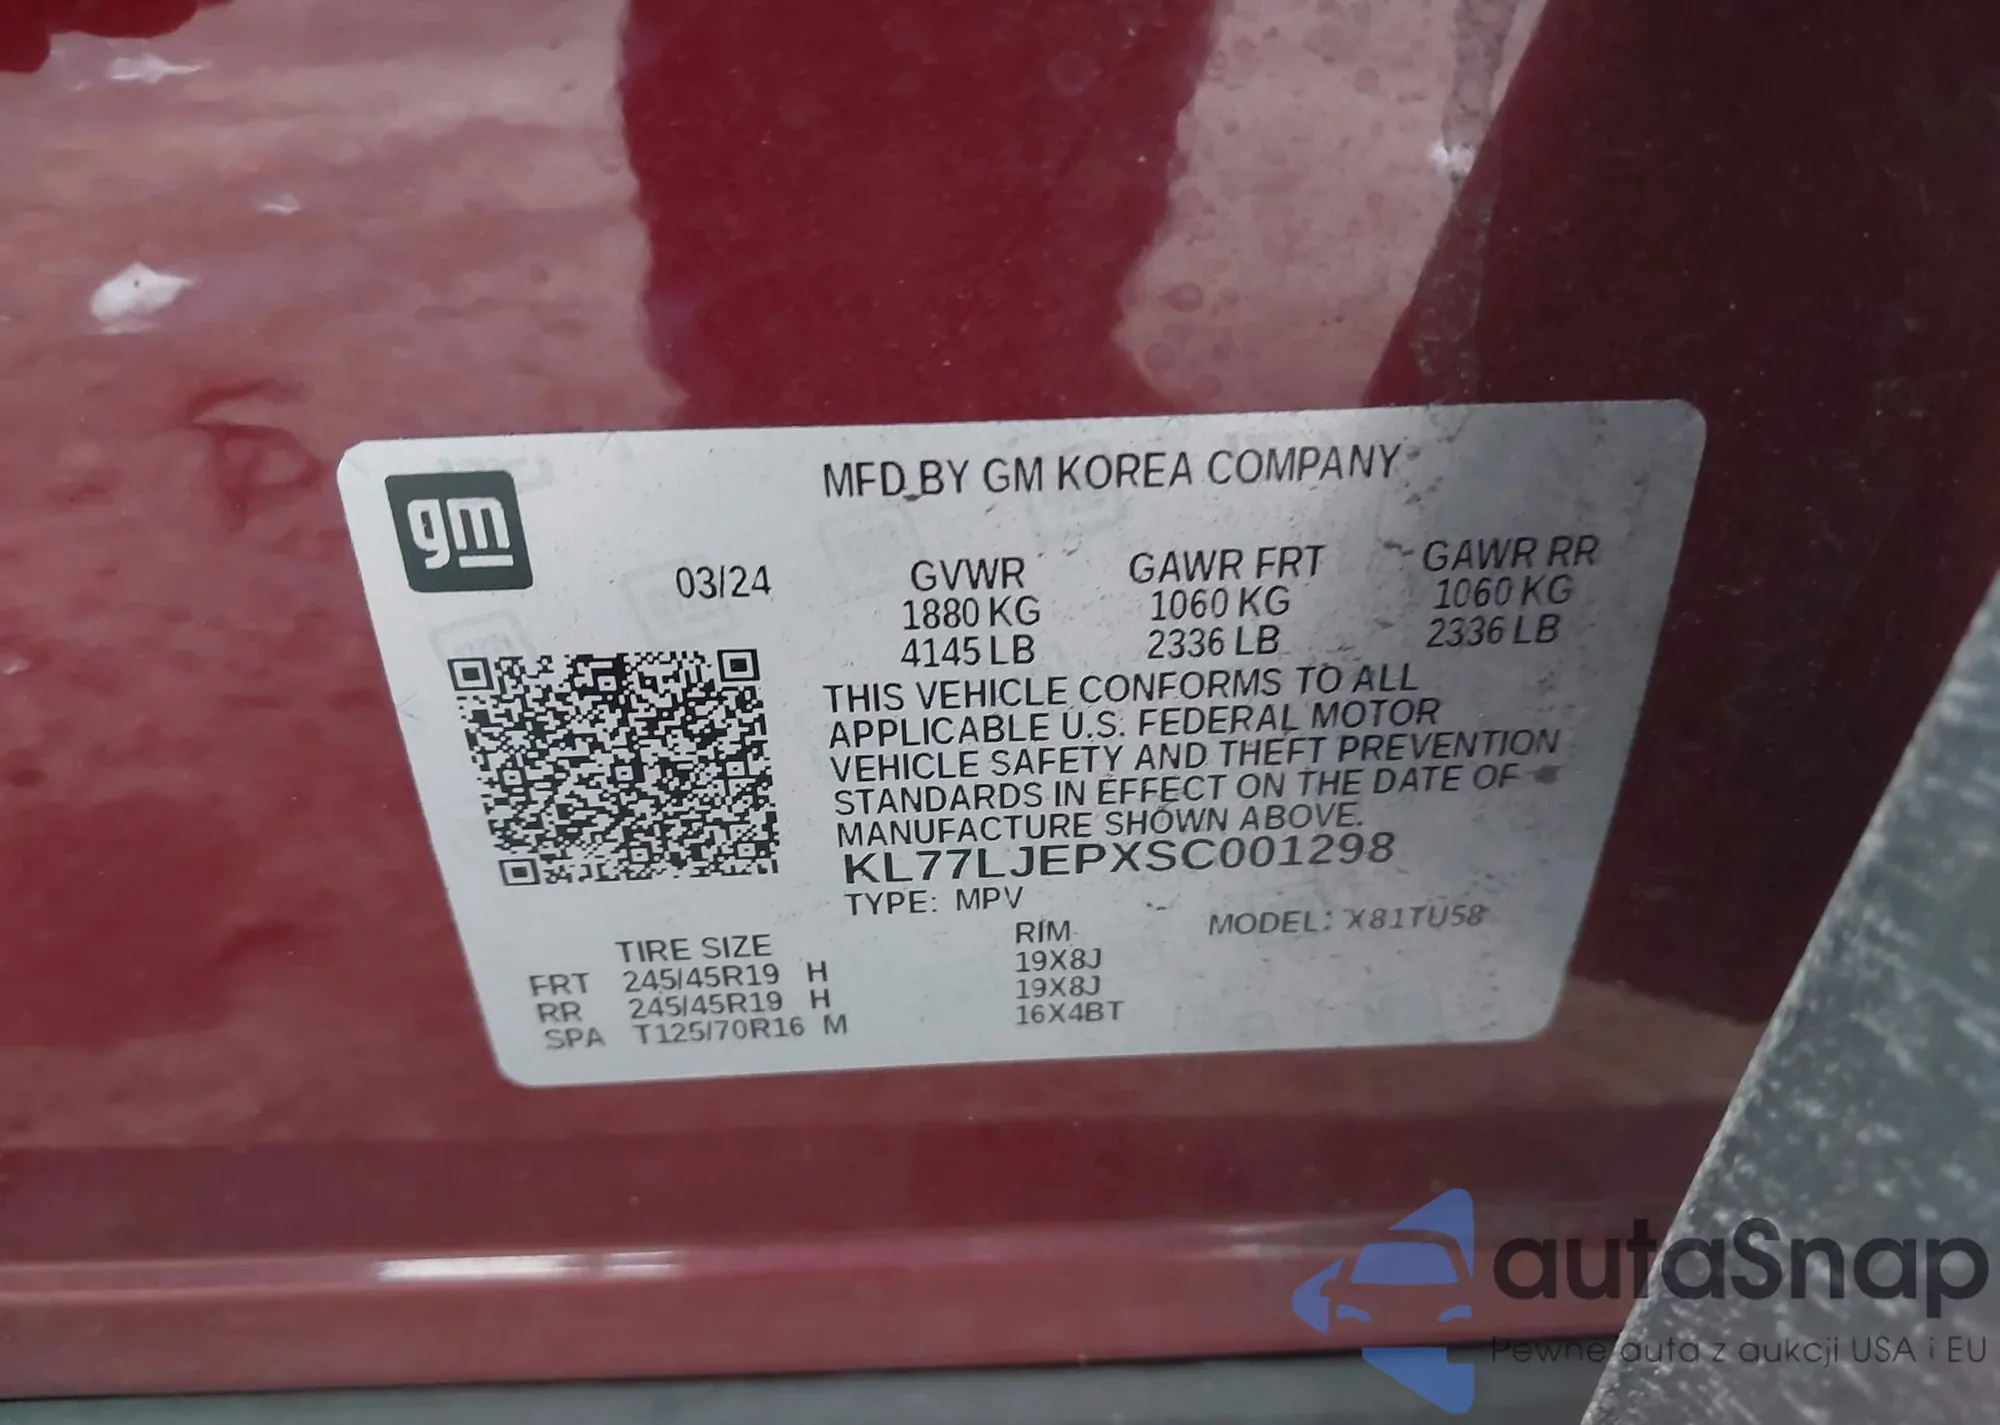 gm
MFD BY GM KOREA COMPANY
03/24 GVWR GAWR FRT GAWR RR
1880 KG 1060 KG 1060 KG
4145 LB 2336 LB 2336 LB
THIS VEHICLE CONFORMS TO ALL
APPLICABLE U.S. FEDERAL MOTOR
VEHICLE SAFETY AND THEFT PREVENTION
STANDARDS IN EFFECT ON THE DATE OF
MANUFACTURE SHOWN ABOVE.
KL77LJEPXSC001298
TYPE: MPV MODEL: X81TU58
TIRE SIZE RIM
FRT 245/45R19 H 19X8J
RR 245/45R19 H 19X8J
SPA T125/70R16 M 16X4BT
autaSnap
Pewne auta z aukcji USA i EU